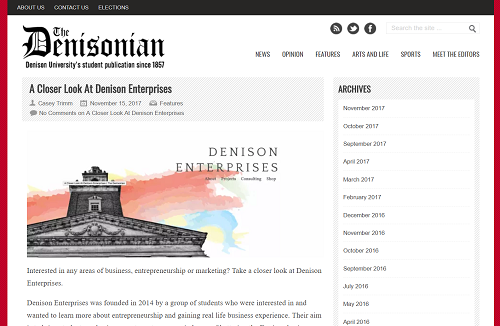 ABOUT US CONTACT US ELECTIONS
The Denisonian
Denison University's student publication since 1857
Search the site ...
NEWS OPINION FEATURES ARTS AND LIFE SPORTS MEET THE EDITORS
A Closer Look At Denison Enterprises
Casey Trimm November 15, 2017 Features
No Comments on A Closer Look At Denison Enterprises
DENISON
ENTERPRISES
About Projects Consulting Shop
Interested in any areas of business, entrepreneurship or marketing? Take a closer look at Denison
Enterprises.
Denison Enterprises was founded in 2014 by a group of students who were interested in and
wanted to learn more about entrepreneurship and gaining real life business experience. Their aim
ARCHIVES
November 2017
October 2017
September 2017
April 2017
March 2017
February 2017
December 2016
November 2016
October 2016
September 2016
July 2016
May 2016
April 2016